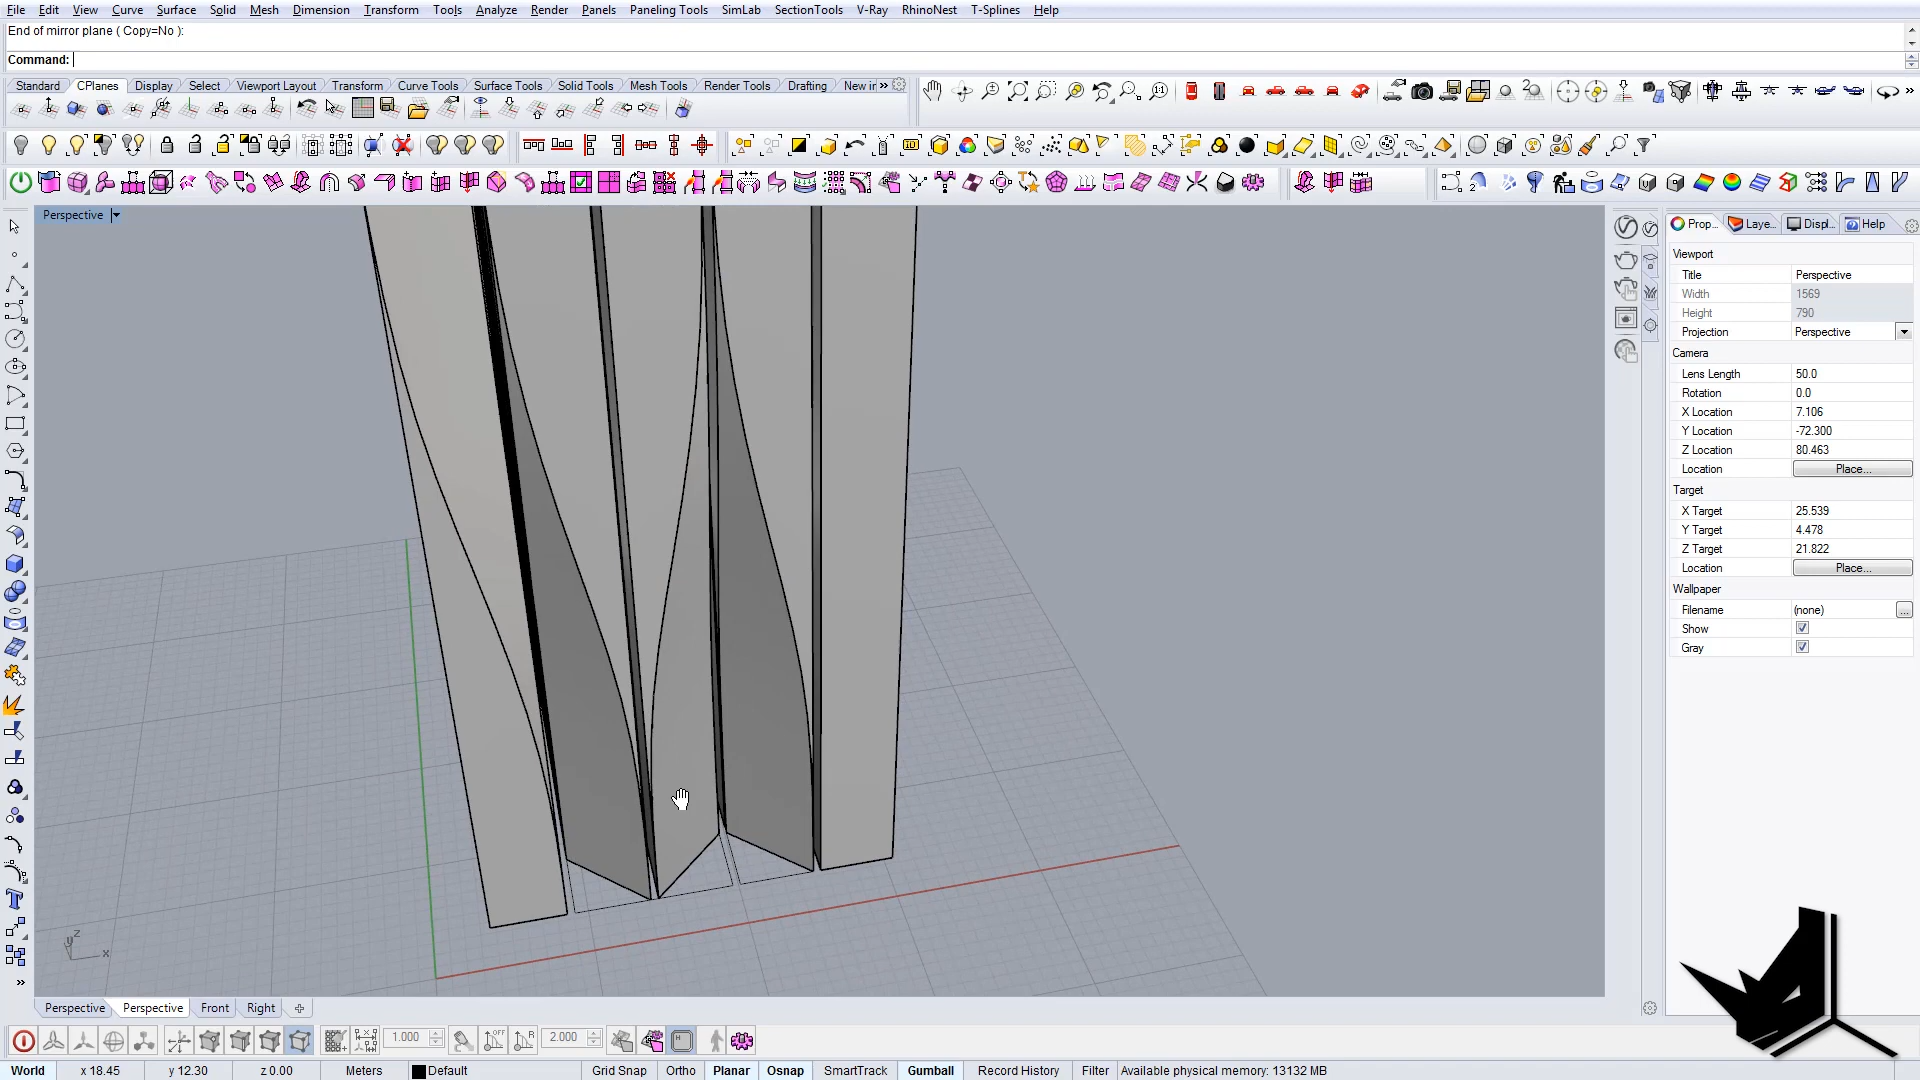 File Edit View Curve Surface Solid Mesh Dimension Transform Tools Analyze Render Panels Paneling Tools SimLab SectionTools V-Ray RhinoNest T-Splines Help
End of mirror plane ( Copy=No ):
Command:
Standard CPlanes Display Select Viewport Layout Transform Curve Tools Surface Tools Solid Tools Mesh Tools Render Tools Drafting New in »
Perspective
Prop... Laye... Displ... Help
Viewport
Title Perspective
Width 1569
Height 790
Projection Perspective
Camera
Lens Length 50.0
Rotation 0.0
X Location 7.106
Y Location -72.300
Z Location 80.463
Location Place...
Target
X Target 25.539
Y Target 4.478
Z Target 21.822
Location Place...
Wallpaper
Filename (none) ...
Show
Gray
z
y
x
Perspective Perspective Front Right
1.000 2.000
World x 18.45 y 12.30 z 0.00 Meters Default Grid Snap Ortho Planar Osnap SmartTrack Gumball Record History Filter Available physical memory: 13132 MB